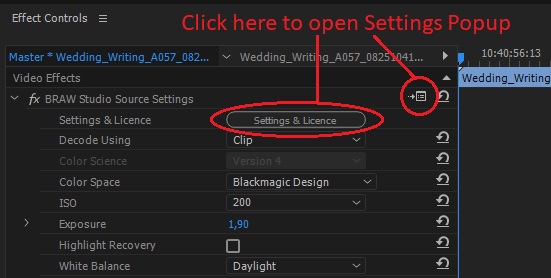 Effect Controls
Click here to open Settings Popup
Master * Wedding_Writing_A057_082...
Wedding_Writing_A057_08251041...
10:40:56:13
Video Effects
Wedding_Writing
fx BRAW Studio Source Settings
Settings & Licence
Settings & Licence
Decode Using
Clip
Color Science
Version 4
Color Space
Blackmagic Design
ISO
200
Exposure
1,90
Highlight Recovery
White Balance
Daylight